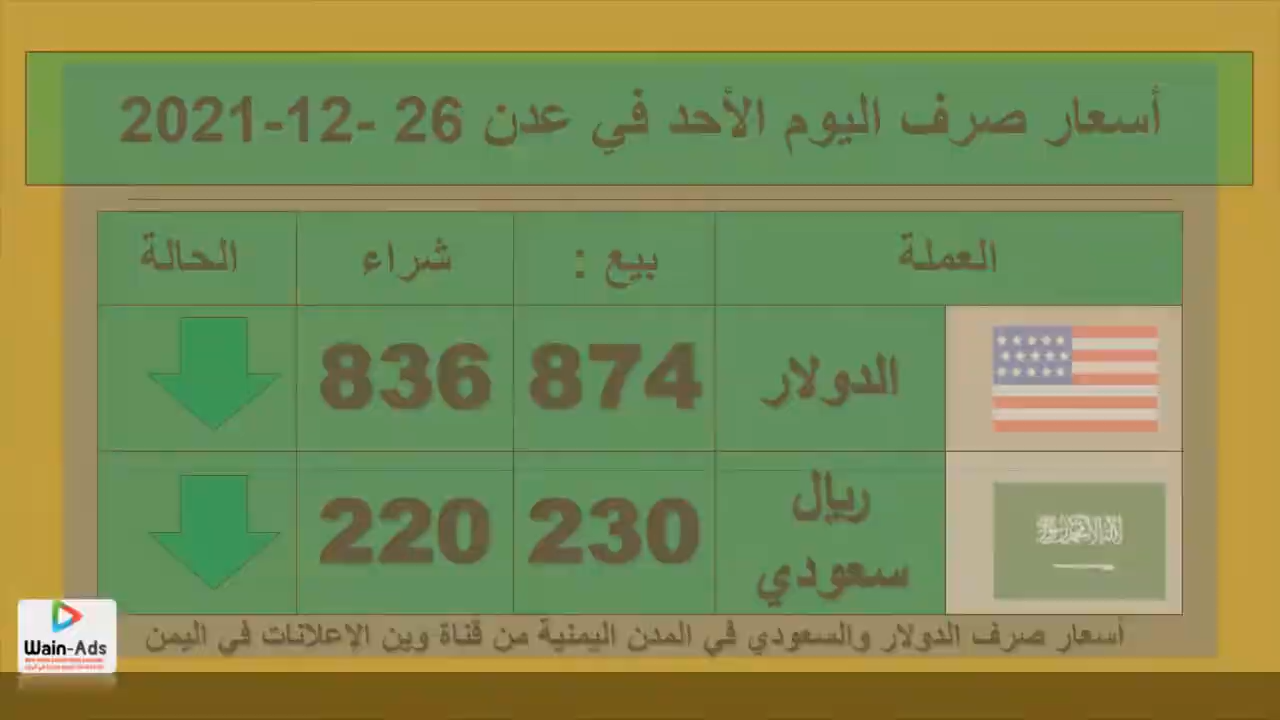 أسعار صرف اليوم الأحد في عدن 26 -12-2021
العملة بيع : شراء الحالة
الدولار 874 836
ريال سعودي 230 220
أسعار صرف الدولار والسعودي في المدن اليمنية من قناة وين الإعلانات في اليمن
Wain-Ads